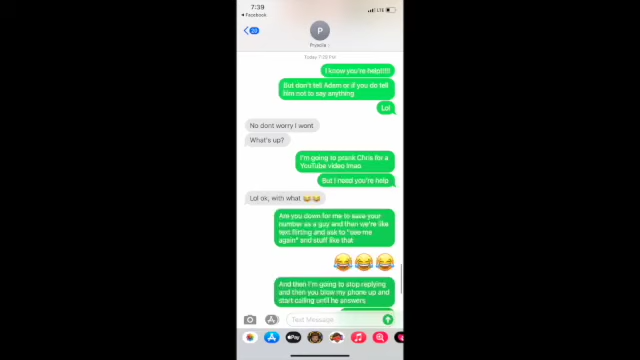 7:39
Facebook
LTE
20
P
Today 7:35 PM
I know you're help!!!!
But don't tell Adem or if you do tell
him not to say anything
Lol
No dont worry I wont
What's up?
I'm going to prank Chris for a
YouTube video lmao
But I need you're help
Lol ok, with what 😂😂
Are you down for me to save your
number as a guy and then we're like
text flirting and ask to "see me
again" and stuff like that
😂😂😂
And then I'm going to stop replying
and then you blow my phone up and
start calling until he answers
Text Message
Pay